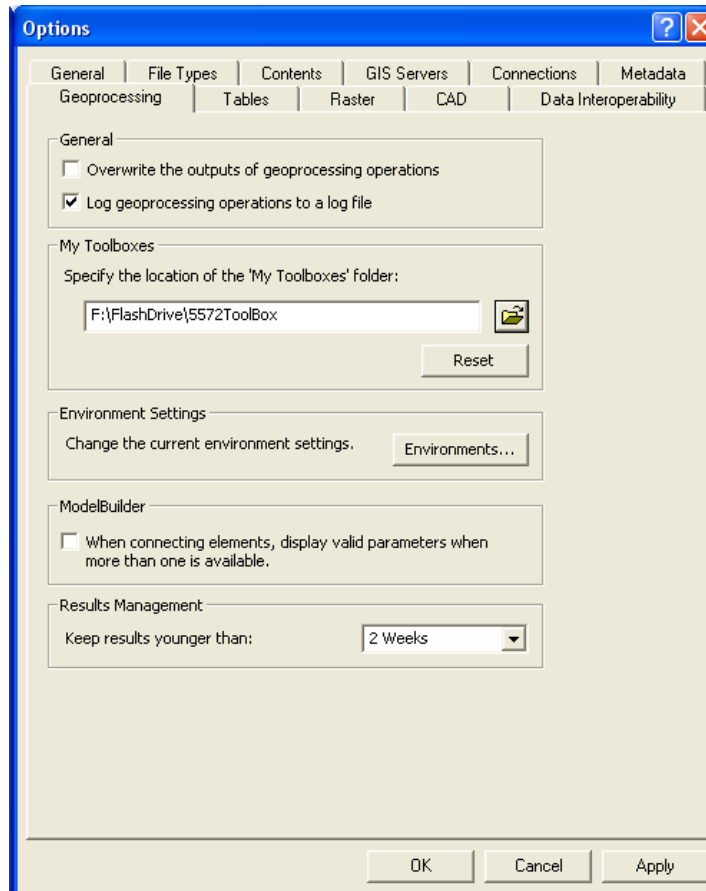 Options
General File Types Contents GIS Servers Connections Metadata
Geoprocessing Tables Raster CAD Data Interoperability
General
Overwrite the outputs of geoprocessing operations
Log geoprocessing operations to a log file
My Toolboxes
Specify the location of the 'My Toolboxes' folder:
F:\FlashDrive\5572ToolBox
Reset
Environment Settings
Change the current environment settings. Environments...
ModelBuilder
When connecting elements, display valid parameters when
more than one is available.
Results Management
Keep results younger than: 2 Weeks
OK Cancel Apply